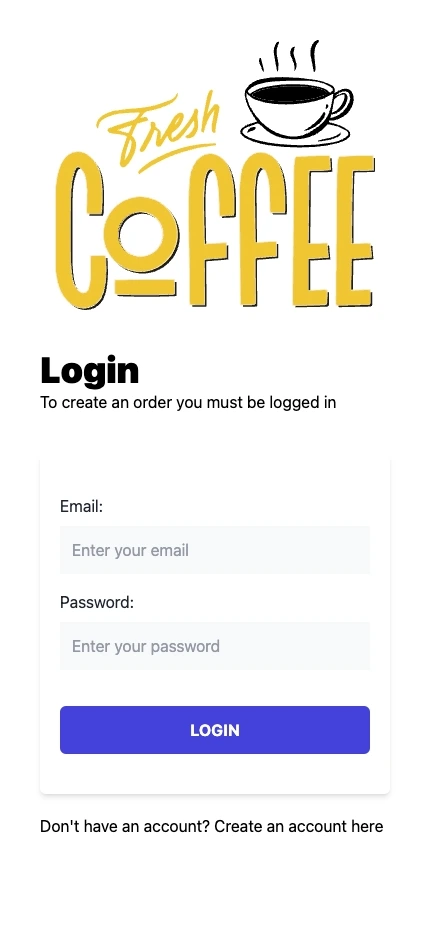 Fresh
COFFEE
Login
To create an order you must be logged in
Email:
Enter your email
Password:
Enter your password
LOGIN
Don't have an account? Create an account here